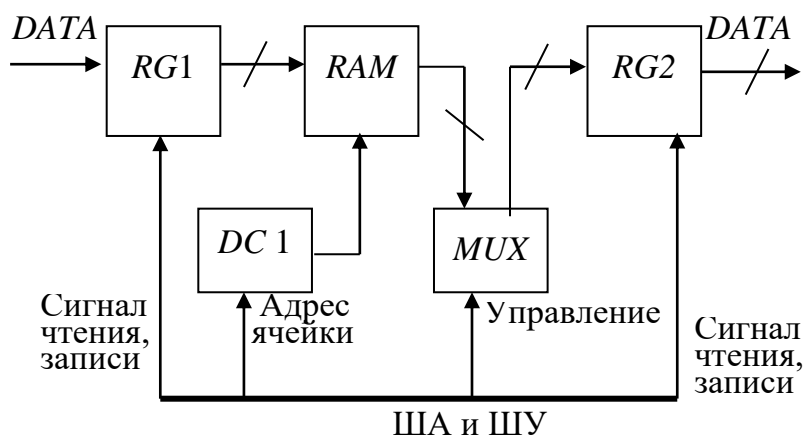 DATA
RG1
RAM
RG2
DATA
DC 1
MUX
Сигнал
чтения,
записи
Адрес
ячейки
Управление
Сигнал
чтения,
записи
ША и ШУ